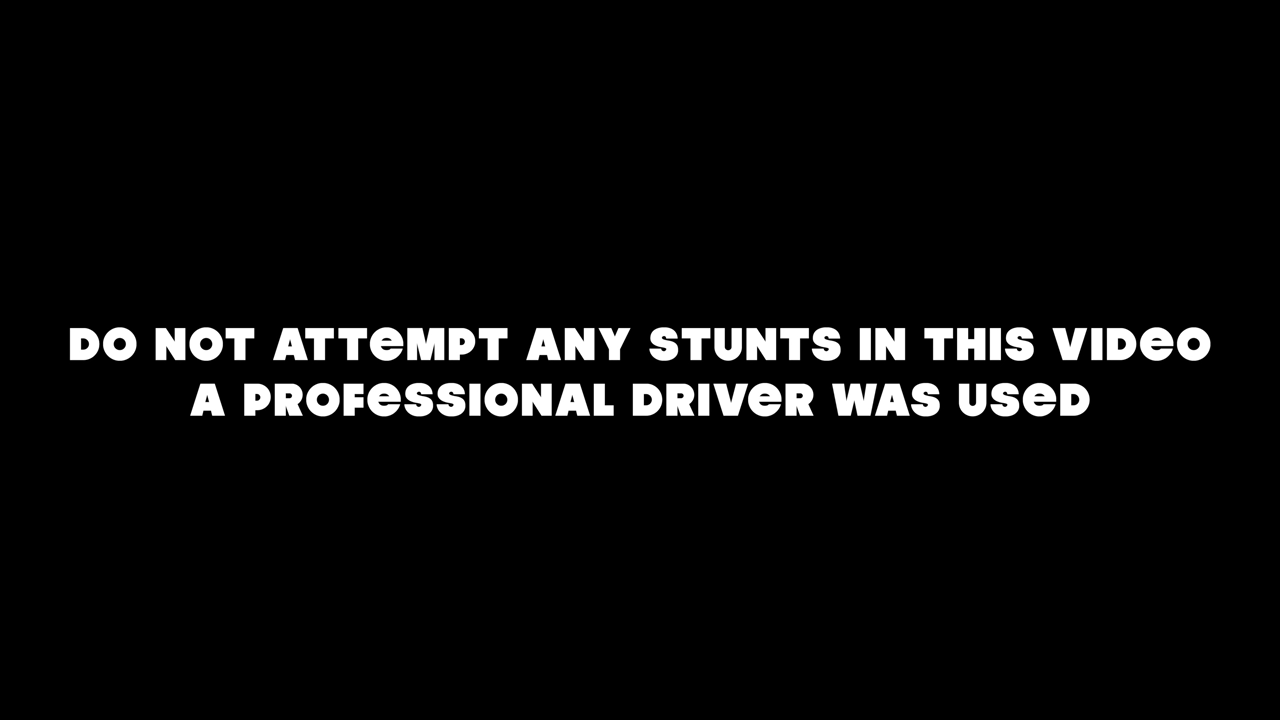 DO NOT ATTeMPT ANY STUNTS IN THIS VIDeO
A PROFeSSIONAL DRIVeR WAS USeD